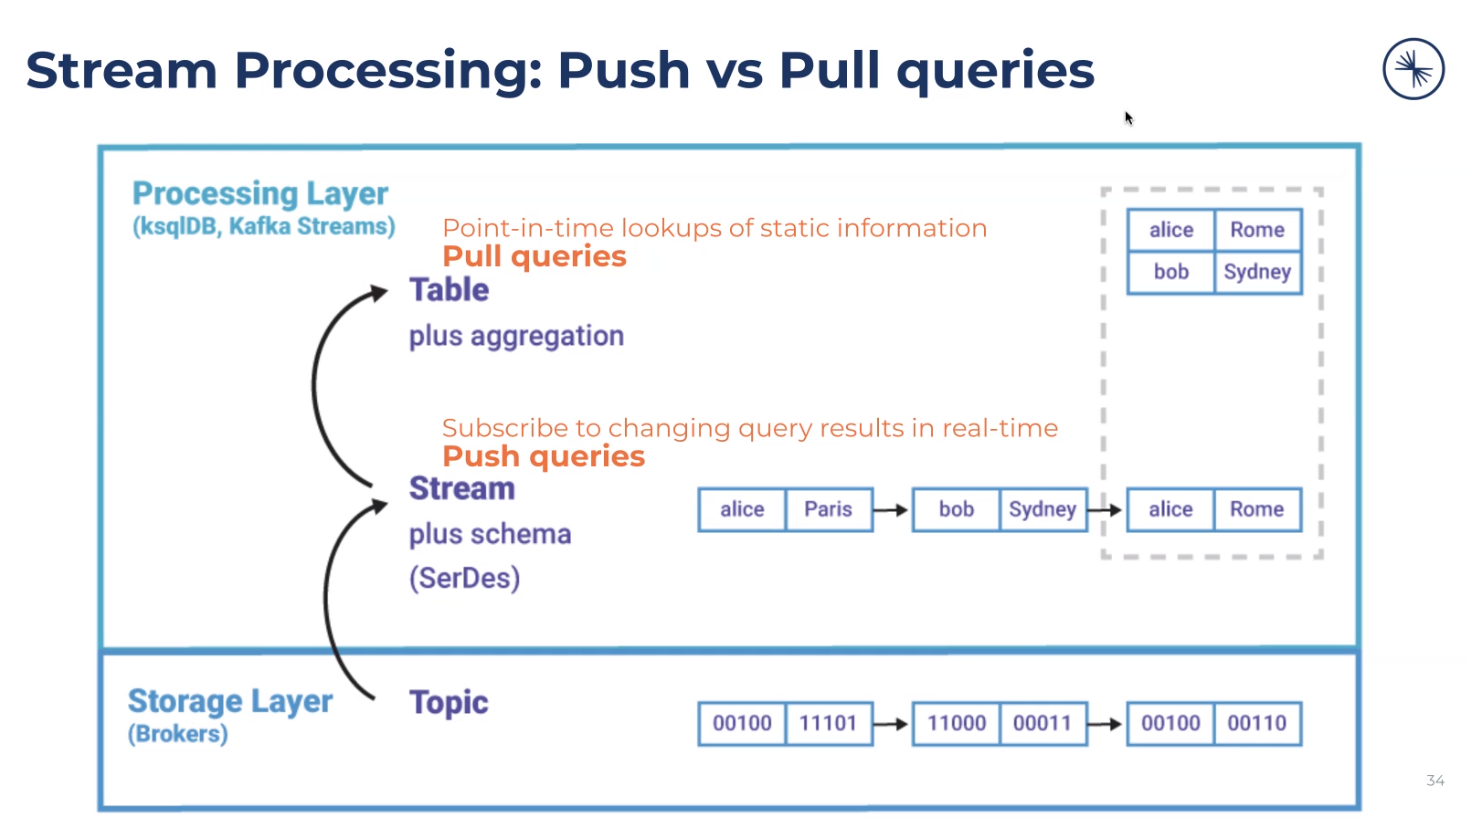 Stream Processing: Push vs Pull queries
Processing Layer
(ksqlDB, Kafka Streams)
Point-in-time lookups of static information
Pull queries
Table
plus aggregation
alice Rome
bob Sydney
Subscribe to changing query results in real-time
Push queries
Stream
plus schema
(SerDes)
alice Paris bob Sydney alice Rome
Storage Layer
(Brokers)
Topic
00100 11101 11000 00011 00100 00110
34